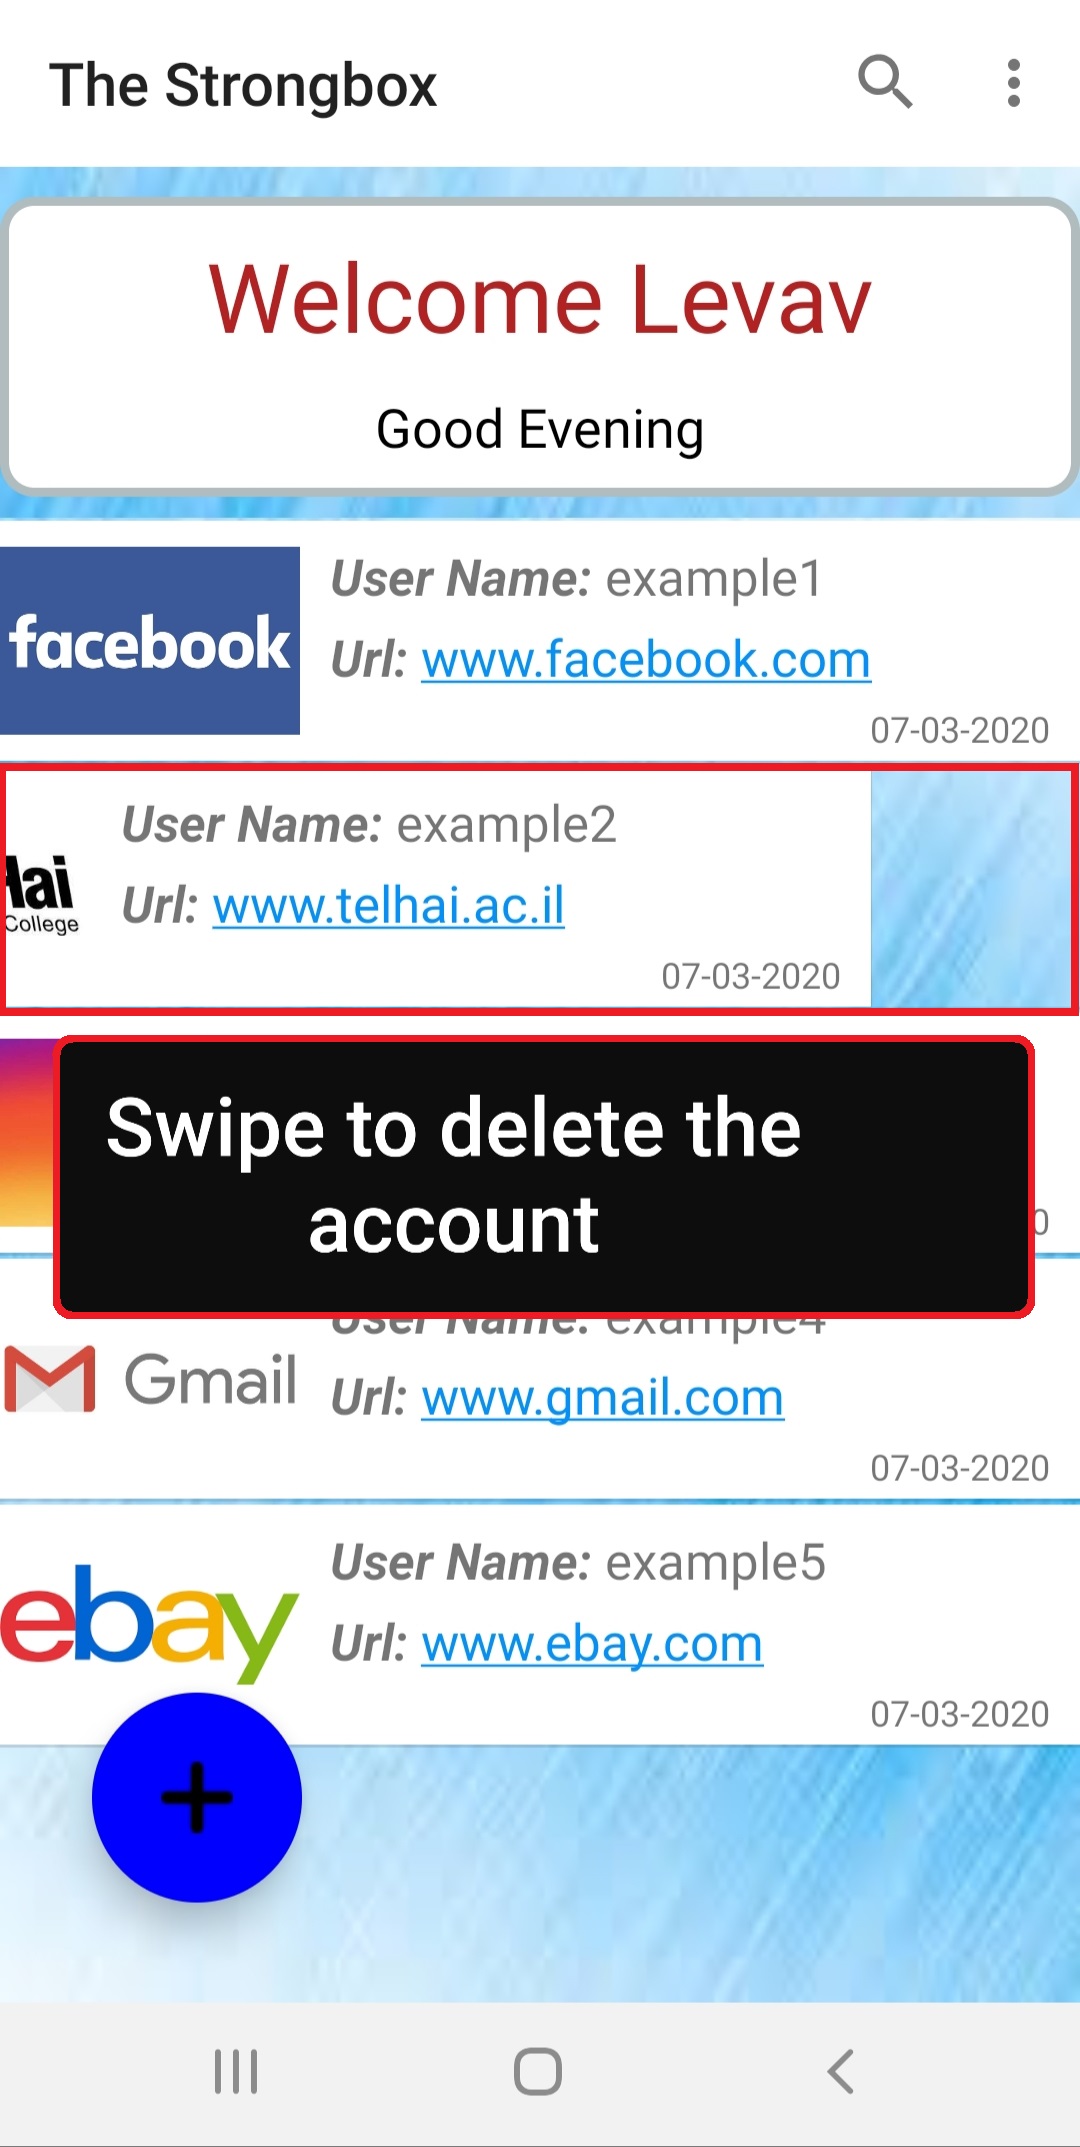 The Strongbox
Welcome Levav
Good Evening
facebook
User Name: example1
Url: www.facebook.com
07-03-2020
User Name: example2
Url: www.telhai.ac.il
College
07-03-2020
Swipe to delete the
account
User Name: example4
Gmail
Url: www.gmail.com
07-03-2020
ebay
User Name: example5
Url: www.ebay.com
07-03-2020